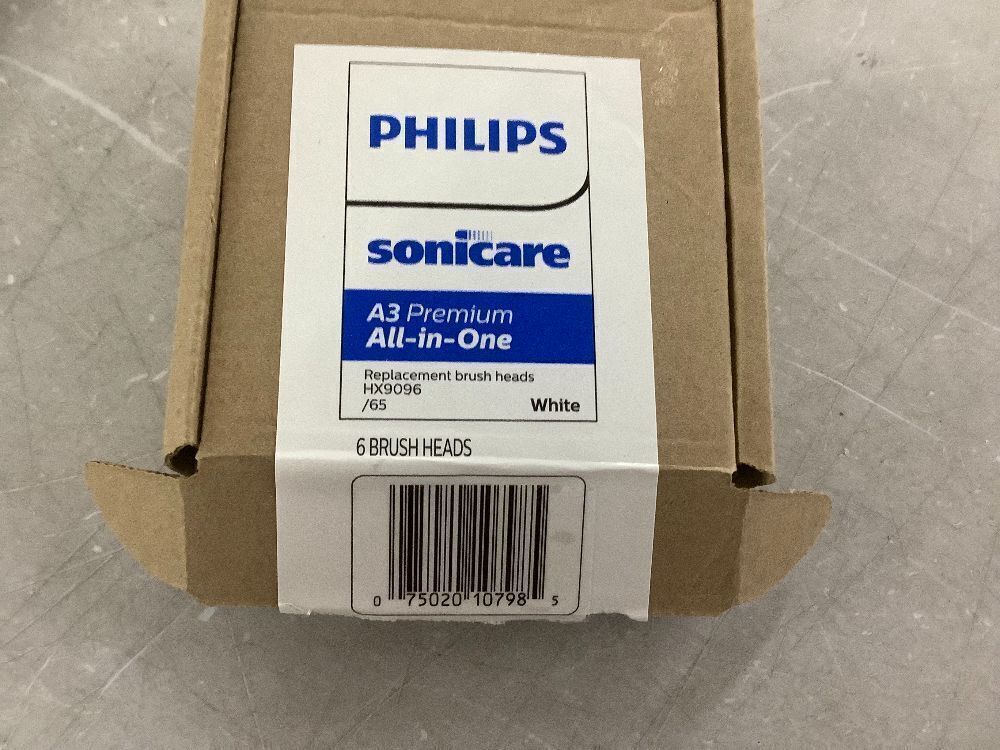 PHILIPS
sonicare
A3 Premium
All-in-One
Replacement brush heads
HX9096
/65 White
6 BRUSH HEADS
0 75020 10798 5